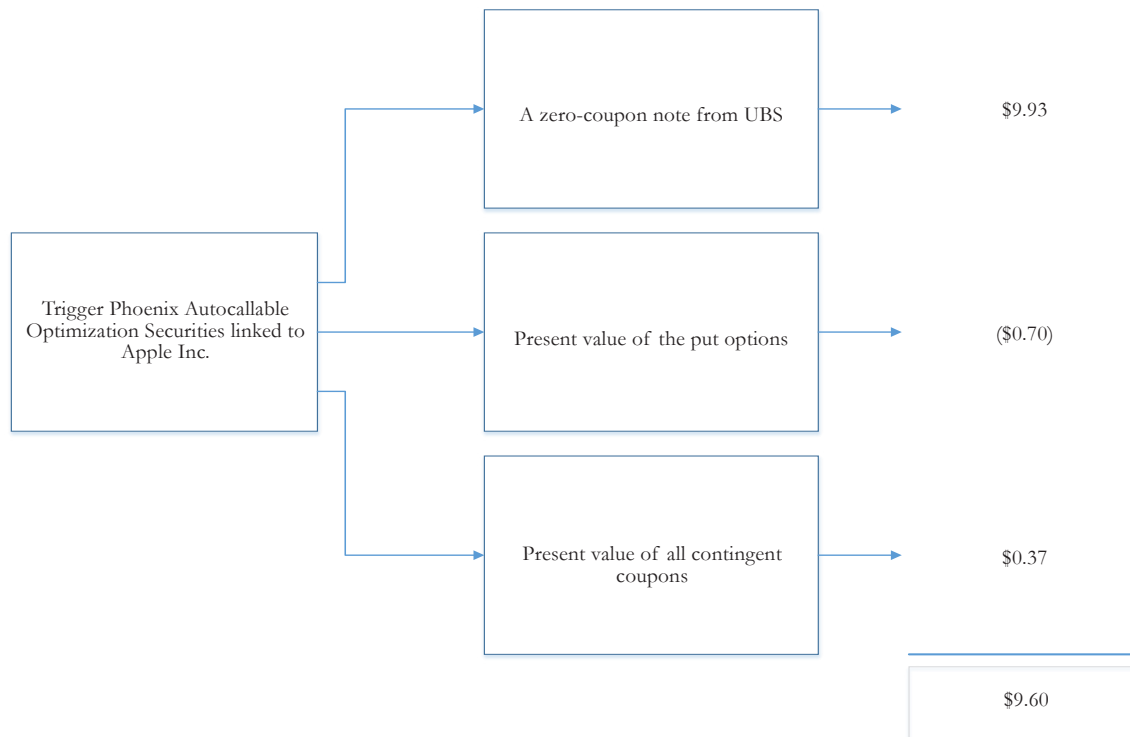 A zero-coupon note from UBS
$9.93
Trigger Phoenix Autocallable
Optimization Securities linked to
Apple Inc.
Present value of the put options
($0.70)
Present value of all contingent
coupons
$0.37
$9.60